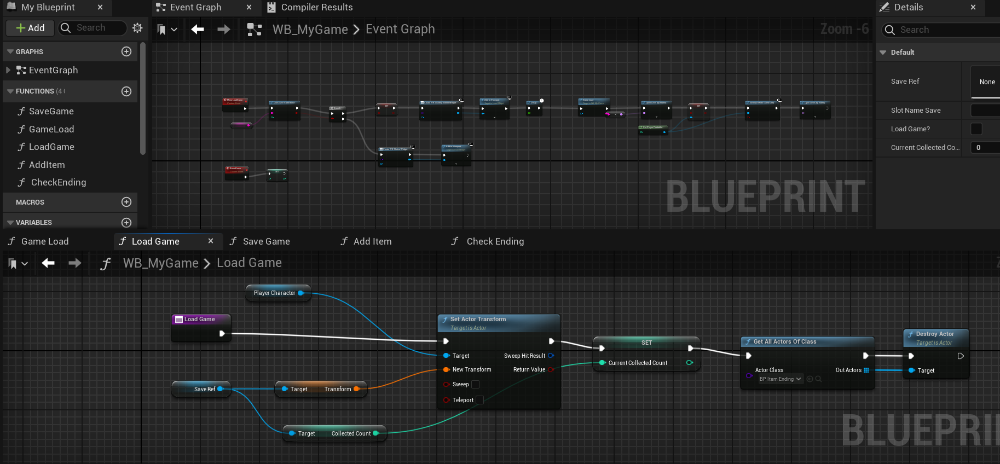 My Blueprint
Event Graph
Compiler Results
Details
Add
Search
WB_MyGame
Event Graph
Zoom -6
Search
GRAPHS
Default
EventGraph
FUNCTIONS (4
Save Ref
None
SaveGame
Slot Name Save
GameLoad
Load Game?
LoadGame
Current Collected Co...
0
AddItem
CheckEnding
MACROS
VARIABLES
BLUEPRINT
SET
SET
SET
Game Load
Load Game
Save Game
Add Item
Check Ending
WB_MyGame
Load Game
Player Character
Load Game
Set Actor Transform
Target is Actor
Target
Sweep Hit Result
New Transform
Return Value
Sweep
Teleport
SET
Current Collected Count
Get All Actors Of Class
Actor Class
BP Item Ending
Out Actors
Destroy Actor
Target is Actor
Target
Save Ref
Target
Transform
Target
Collected Count
BLUEPRI